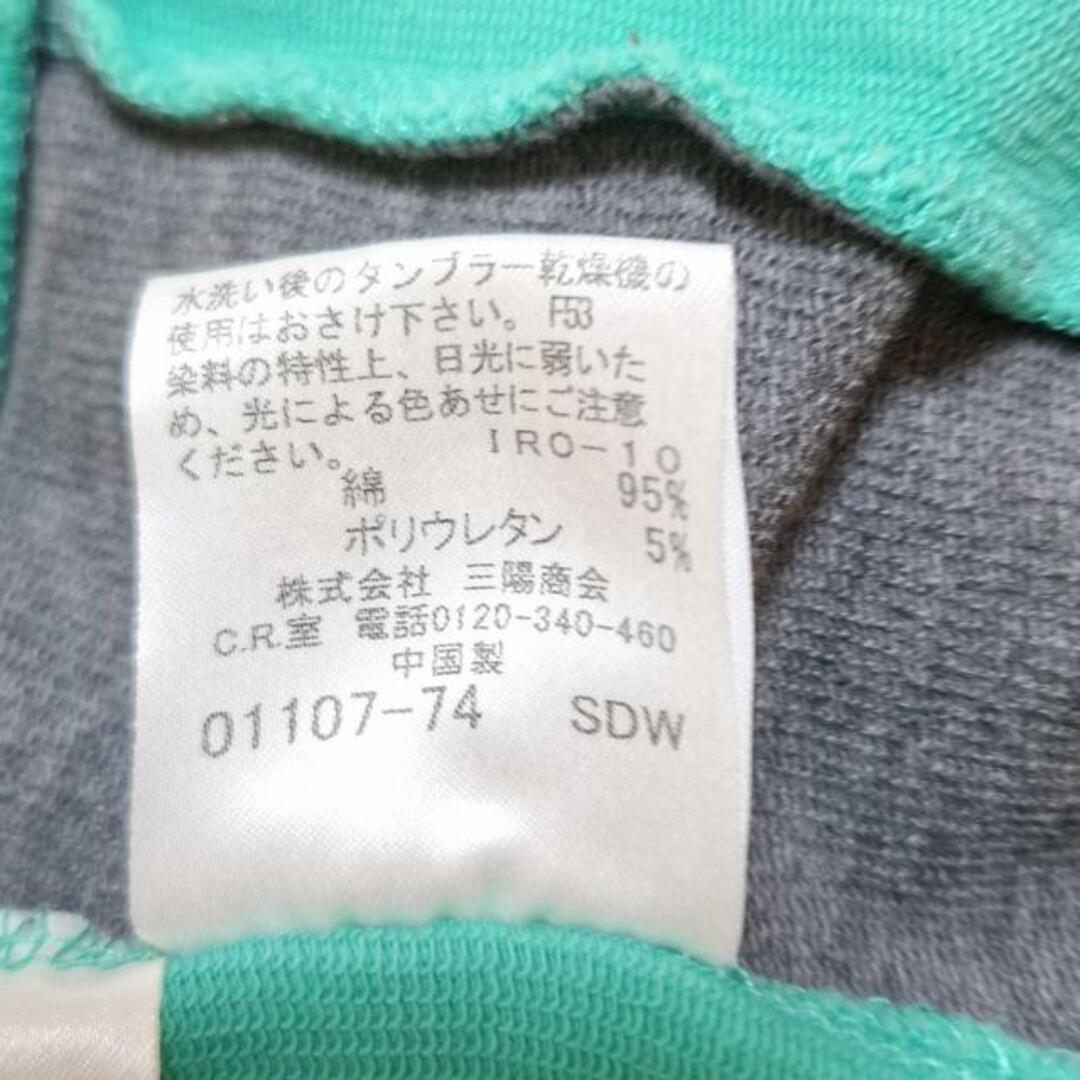 水洗い後のタンブラー乾燥機の
使用はおさけ下さい。 F53
染料の特性上、日光に弱いた
め、光による色あせにご注意
ください。 IRO-10
綿 95%
ポリウレタン 5%
株式会社 三陽商会
C.R.室 電話0120-340-460
中国製
01107-74 SDW